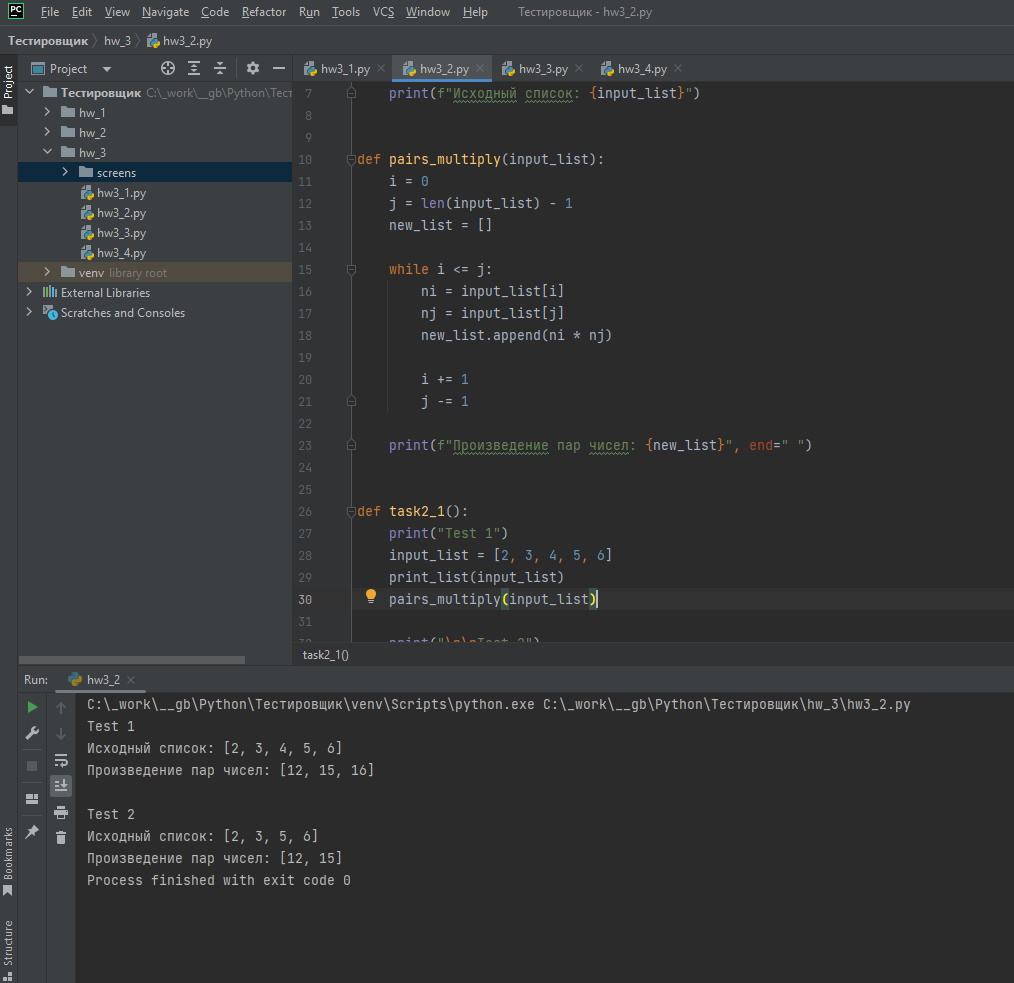 PC File Edit View Navigate Code Refactor Run Tools VCS Window Help Тестировщик - hw3_2.py
Тестировщик hw_3 hw3_2.py
Project
Project
hw3_1.py hw3_2.py hw3_3.py hw3_4.py
Тестировщик C:\_work\__gb\Python\Тест
hw_1
hw_2
hw_3
screens
hw3_1.py
hw3_2.py
hw3_3.py
hw3_4.py
venv library root
External Libraries
Scratches and Consoles
7 print(f"Исходный список: {input_list}")
8
9
10 def pairs_multiply(input_list):
11 i = 0
12 j = len(input_list) - 1
13 new_list = []
14
15 while i <= j:
16 ni = input_list[i]
17 nj = input_list[j]
18 new_list.append(ni * nj)
19
20 i += 1
21 j -= 1
22
23 print(f"Произведение пар чисел: {new_list}", end=" ")
24
25
26 def task2_1():
27 print("Test 1")
28 input_list = [2, 3, 4, 5, 6]
29 print_list(input_list)
30 pairs_multiply(input_list)
31
32 print("\n\nTest 2")
task2_1()
Run: hw3_2
C:\_work\__gb\Python\Тестировщик\venv\Scripts\python.exe C:\_work\__gb\Python\Тестировщик\hw_3\hw3_2.py
Test 1
Исходный список: [2, 3, 4, 5, 6]
Произведение пар чисел: [12, 15, 16]
Test 2
Исходный список: [2, 3, 5, 6]
Произведение пар чисел: [12, 15]
Process finished with exit code 0
Bookmarks
Structure